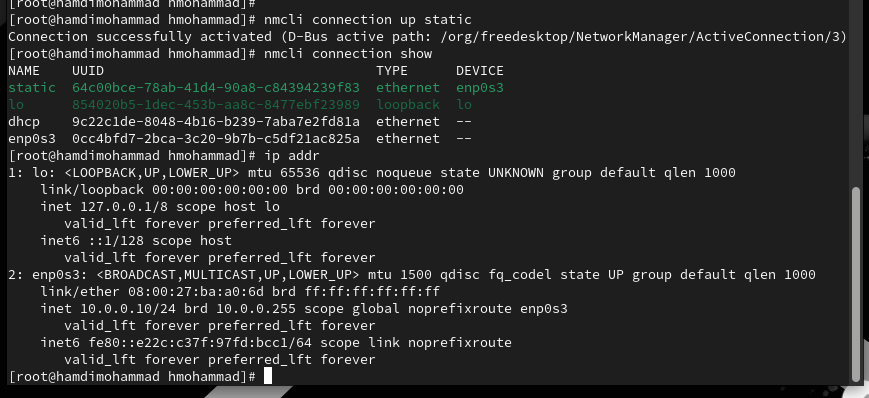 [root@hamdimohammad hmohammad]#
[root@hamdimohammad hmohammad]# nmcli connection up static
Connection successfully activated (D-Bus active path: /org/freedesktop/NetworkManager/ActiveConnection/3)
[root@hamdimohammad hmohammad]# nmcli connection show
NAME    UUID                                  TYPE      DEVICE
static  64c00bce-78ab-41d4-90a8-c84394239f83  ethernet  enp0s3
lo      854020b5-1dec-453b-aa8c-8477ebf23989  loopback  lo
dhcp    9c22c1de-8048-4b16-b239-7aba7e2fd81a  ethernet  --
enp0s3  0cc4bfd7-2bca-3c20-9b7b-c5df21ac825a  ethernet  --
[root@hamdimohammad hmohammad]# ip addr
1: lo: <LOOPBACK,UP,LOWER_UP> mtu 65536 qdisc noqueue state UNKNOWN group default qlen 1000
    link/loopback 00:00:00:00:00:00 brd 00:00:00:00:00:00
    inet 127.0.0.1/8 scope host lo
       valid_lft forever preferred_lft forever
    inet6 ::1/128 scope host
       valid_lft forever preferred_lft forever
2: enp0s3: <BROADCAST,MULTICAST,UP,LOWER_UP> mtu 1500 qdisc fq_codel state UP group default qlen 1000
    link/ether 08:00:27:ba:a0:6d brd ff:ff:ff:ff:ff:ff
    inet 10.0.0.10/24 brd 10.0.0.255 scope global noprefixroute enp0s3
       valid_lft forever preferred_lft forever
    inet6 fe80::e22c:c37f:97fd:bcc1/64 scope link noprefixroute
       valid_lft forever preferred_lft forever
[root@hamdimohammad hmohammad]#